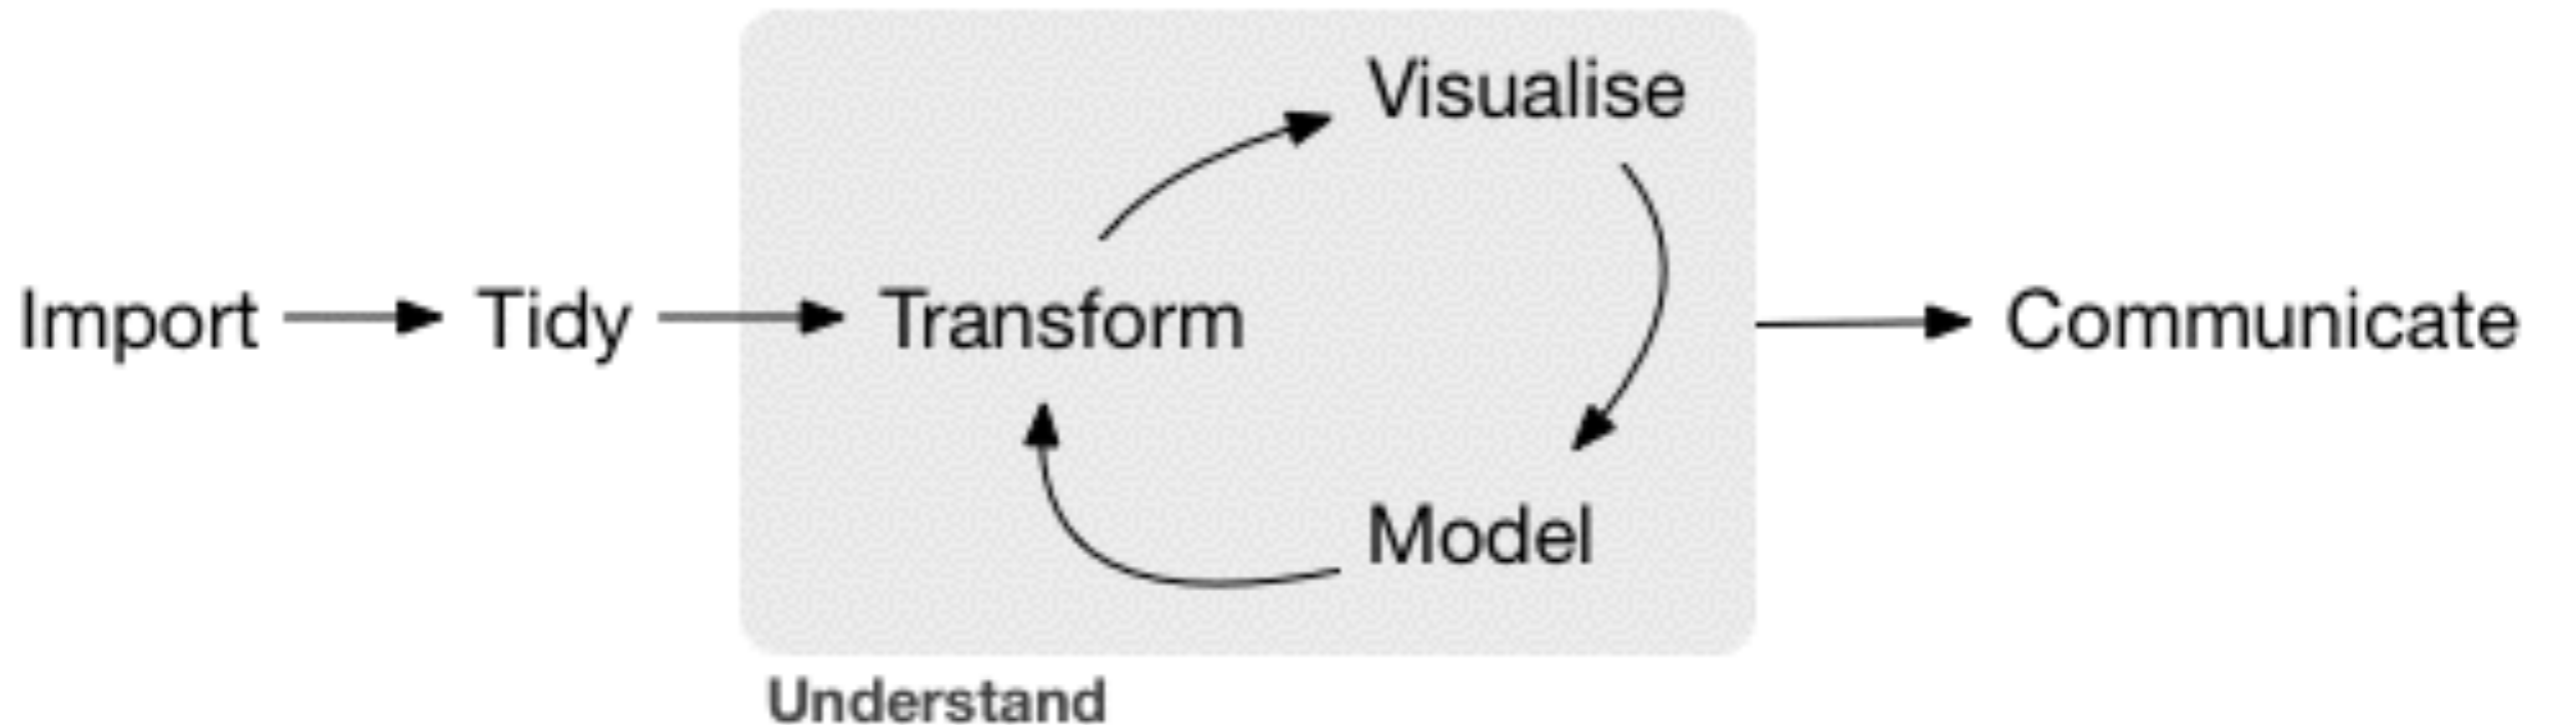 Visualise
Import
Tidy
Transform
Communicate
Model
Understand